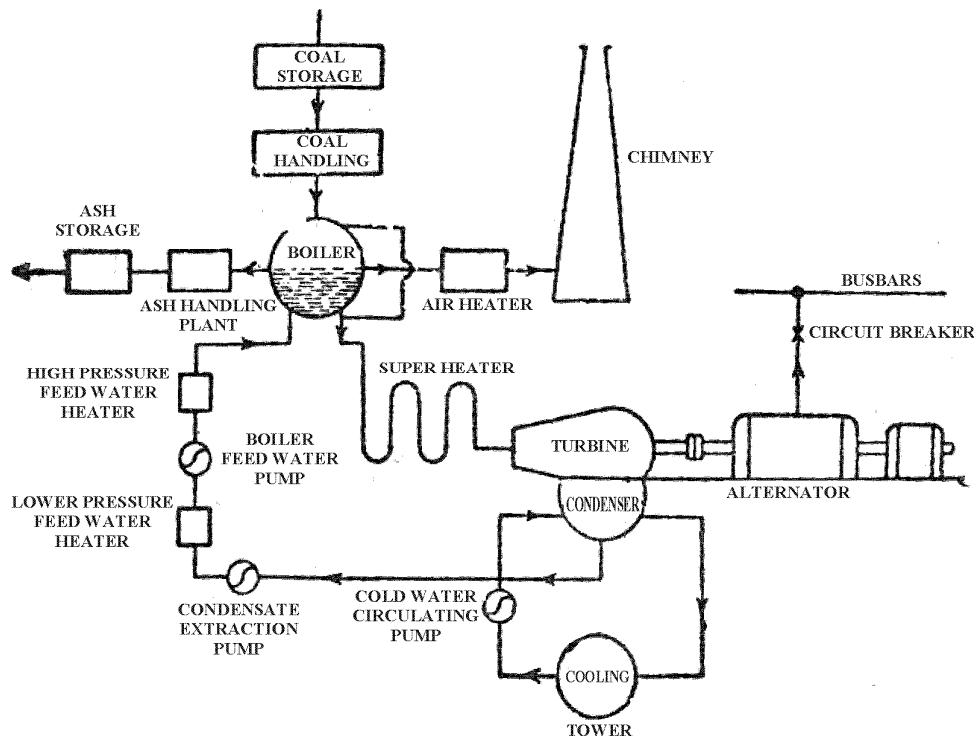 COAL
STORAGE
COAL
HANDLING
CHIMNEY
ASH
STORAGE
BOILER
ASH HANDLING
PLANT
AIR HEATER
BUSBARS
CIRCUIT BREAKER
HIGH PRESSURE
FEED WATER
HEATER
SUPER HEATER
BOILER
FEED WATER
PUMP
TURBINE
ALTERNATOR
LOWER PRESSURE
FEED WATER
HEATER
CONDENSER
CONDENSATE
EXTRACTION
PUMP
COLD WATER
CIRCULATING
PUMP
COOLING
TOWER